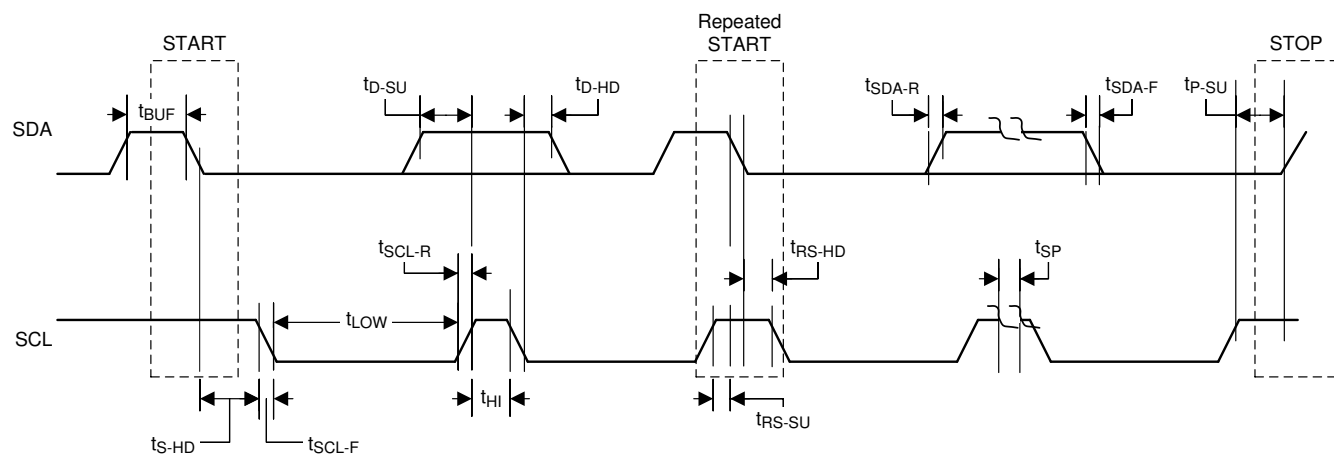 Repeated
START
START
STOP
tD-SU
tD-HD
tSDA-R
tSDA-F
tP-SU
tBUF
SDA
tSCL-R
tRS-HD
tSP
tLOW
SCL
tHI
tRS-SU
tS-HD
tSCL-F